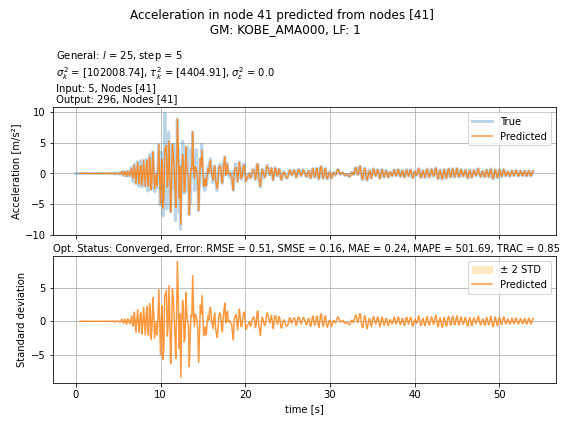 Acceleration in node 41 predicted from nodes [41]
GM: KOBE_AMA000, LF: 1
General: l = 25, step = 5
σ²ₖ = [102008.74], τ²ₖ = [4404.91], σ²ε = 0.0
Input: 5, Nodes [41]
Output: 296, Nodes [41]
Acceleration [m/s²]
10
5
0
−5
−10
True
Predicted
Opt. Status: Converged, Error: RMSE = 0.51, SMSE = 0.16, MAE = 0.24, MAPE = 501.69, TRAC = 0.85
Standard deviation
5
0
−5
± 2 STD
Predicted
0 10 20 30 40 50
time [s]